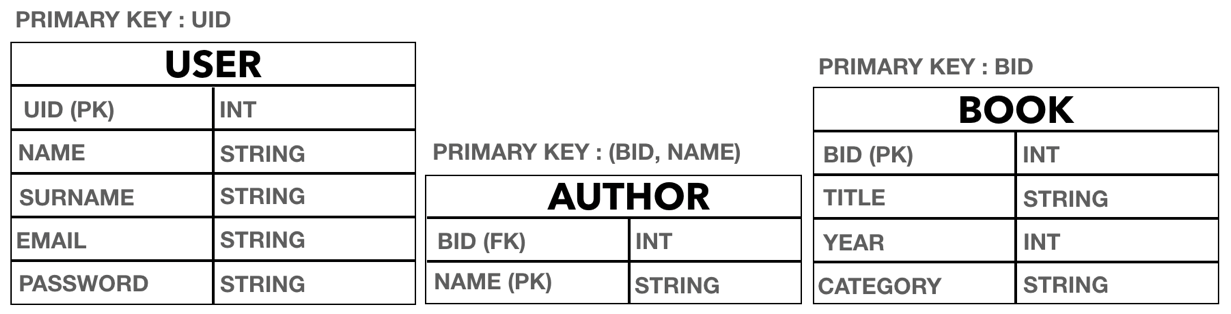 PRIMARY KEY : UID
USER
UID (PK) INT
NAME STRING
SURNAME STRING
EMAIL STRING
PASSWORD STRING
PRIMARY KEY : (BID, NAME)
AUTHOR
BID (FK) INT
NAME (PK) STRING
PRIMARY KEY : BID
BOOK
BID (PK) INT
TITLE STRING
YEAR INT
CATEGORY STRING